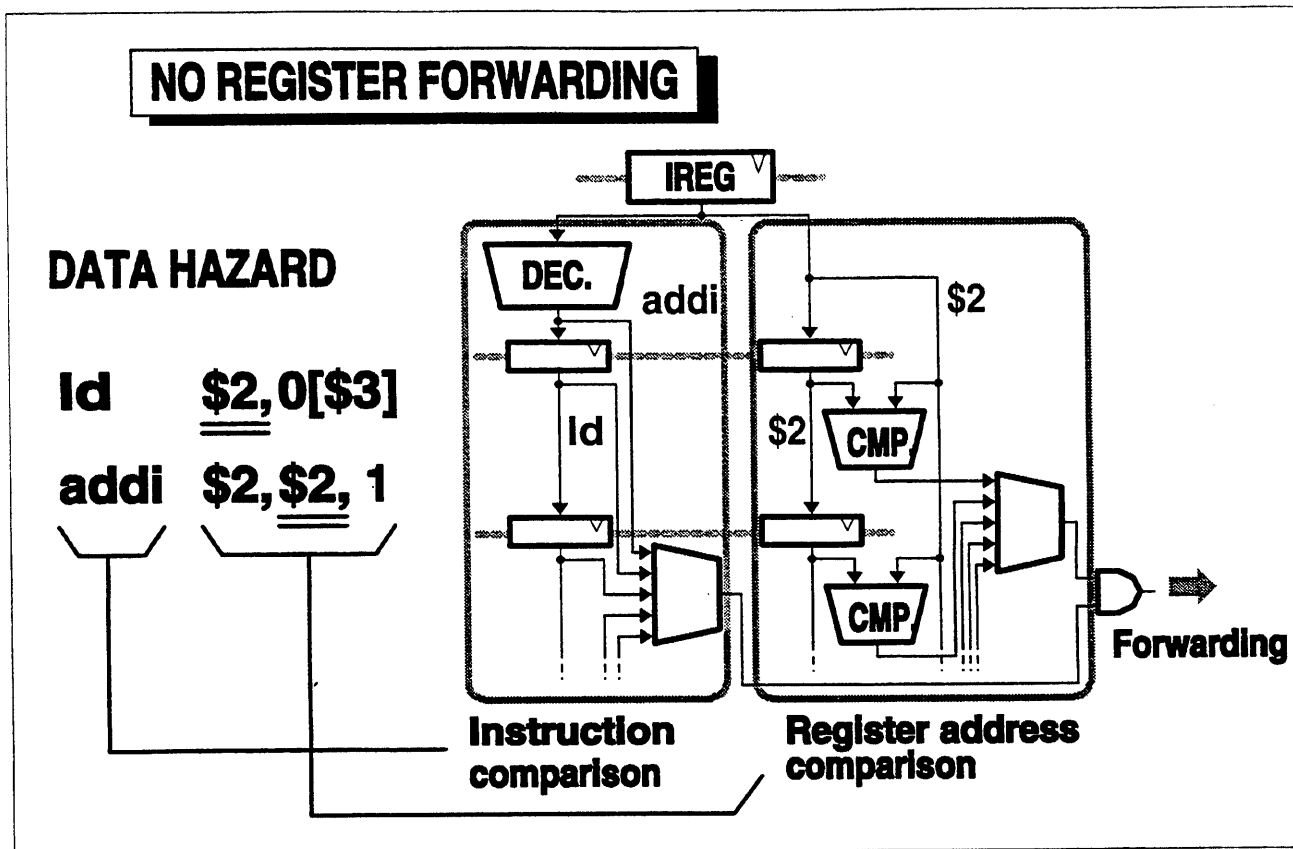 NO REGISTER FORWARDING
IREG
DATA HAZARD
DEC.
addi
$2
ld $2, 0[$3]
ld
$2
CMP.
addi $2, $2, 1
CMP.
Forwarding
Instruction
comparison
Register address
comparison